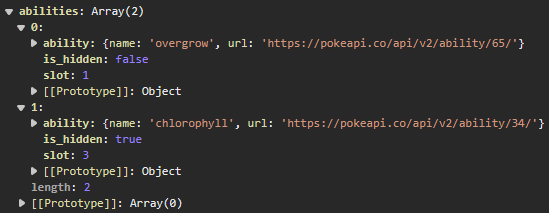 ▼ abilities: Array(2)
▼ 0:
▶ ability: {name: 'overgrow', url: 'https://pokeapi.co/api/v2/ability/65/'}
is_hidden: false
slot: 1
▶ [[Prototype]]: Object
▼ 1:
▶ ability: {name: 'chlorophyll', url: 'https://pokeapi.co/api/v2/ability/34/'}
is_hidden: true
slot: 3
▶ [[Prototype]]: Object
length: 2
▶ [[Prototype]]: Array(0)